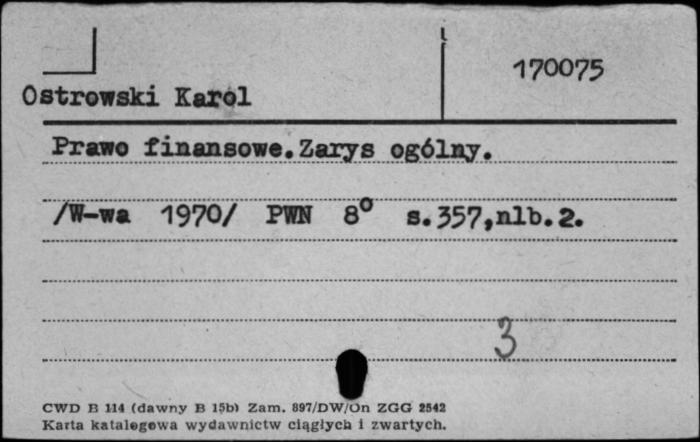 170075
Ostrowski Karol
Prawo finansowe.Zarys ogólny.
/W-wa 1970/ PWN 8° s.357,nlb.2.
3
CWD B 114 (dawny B 15b) Zam. 897/DW/On ZGG 2542
Karta katalogowa wydawnictw ciągłych i zwartych.